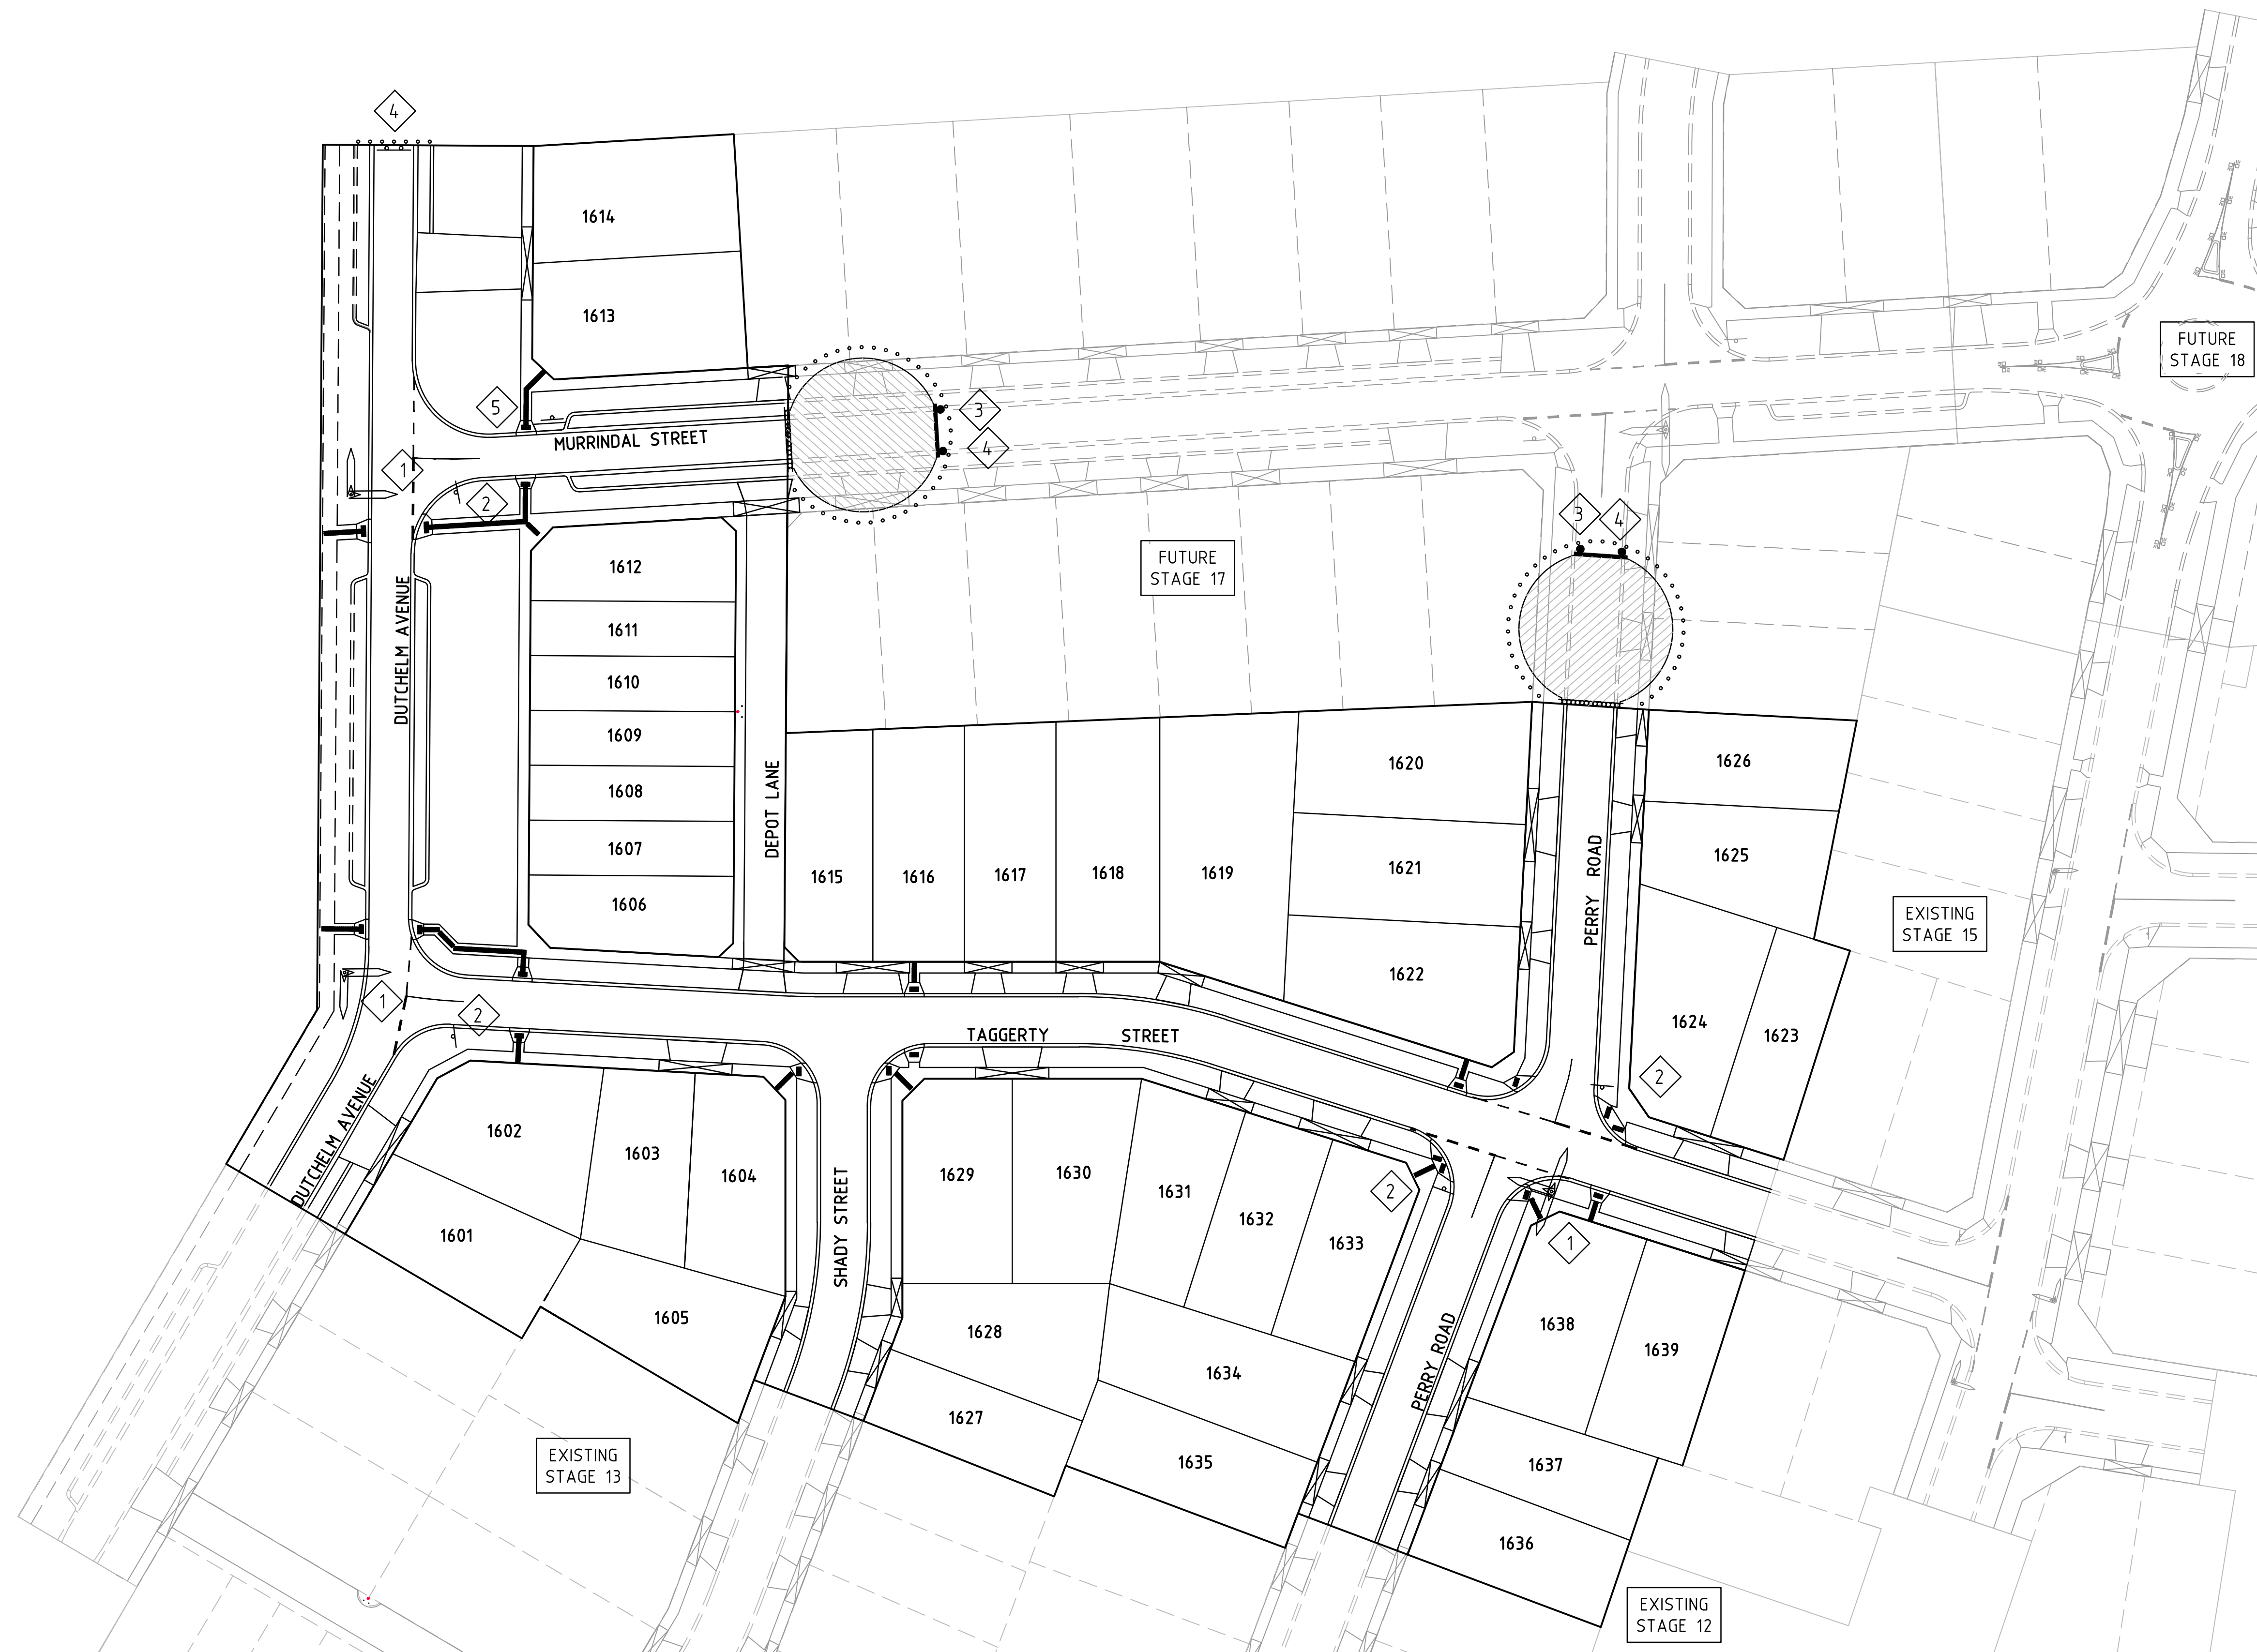 4
1614
1613
FUTURE
STAGE 18
5
3
MURRINDAL STREET
4
1
2
3
4
FUTURE
STAGE 17
1612
1611
DUTCHELM AVENUE
1610
1609
1608
1607
1606
DEPOT LANE
1615
1616
1617
1618
1619
1620
1621
1622
PERRY ROAD
1626
1625
1624
1623
EXISTING
STAGE 15
1
2
TAGGERTY STREET
2
DUTCHELM AVENUE
1602
1603
1604
1601
1605
SHADY STREET
1629
1630
1631
1632
1633
2
1
1628
1627
1634
1635
PERRY ROAD
1638
1639
1637
1636
EXISTING
STAGE 13
EXISTING
STAGE 12